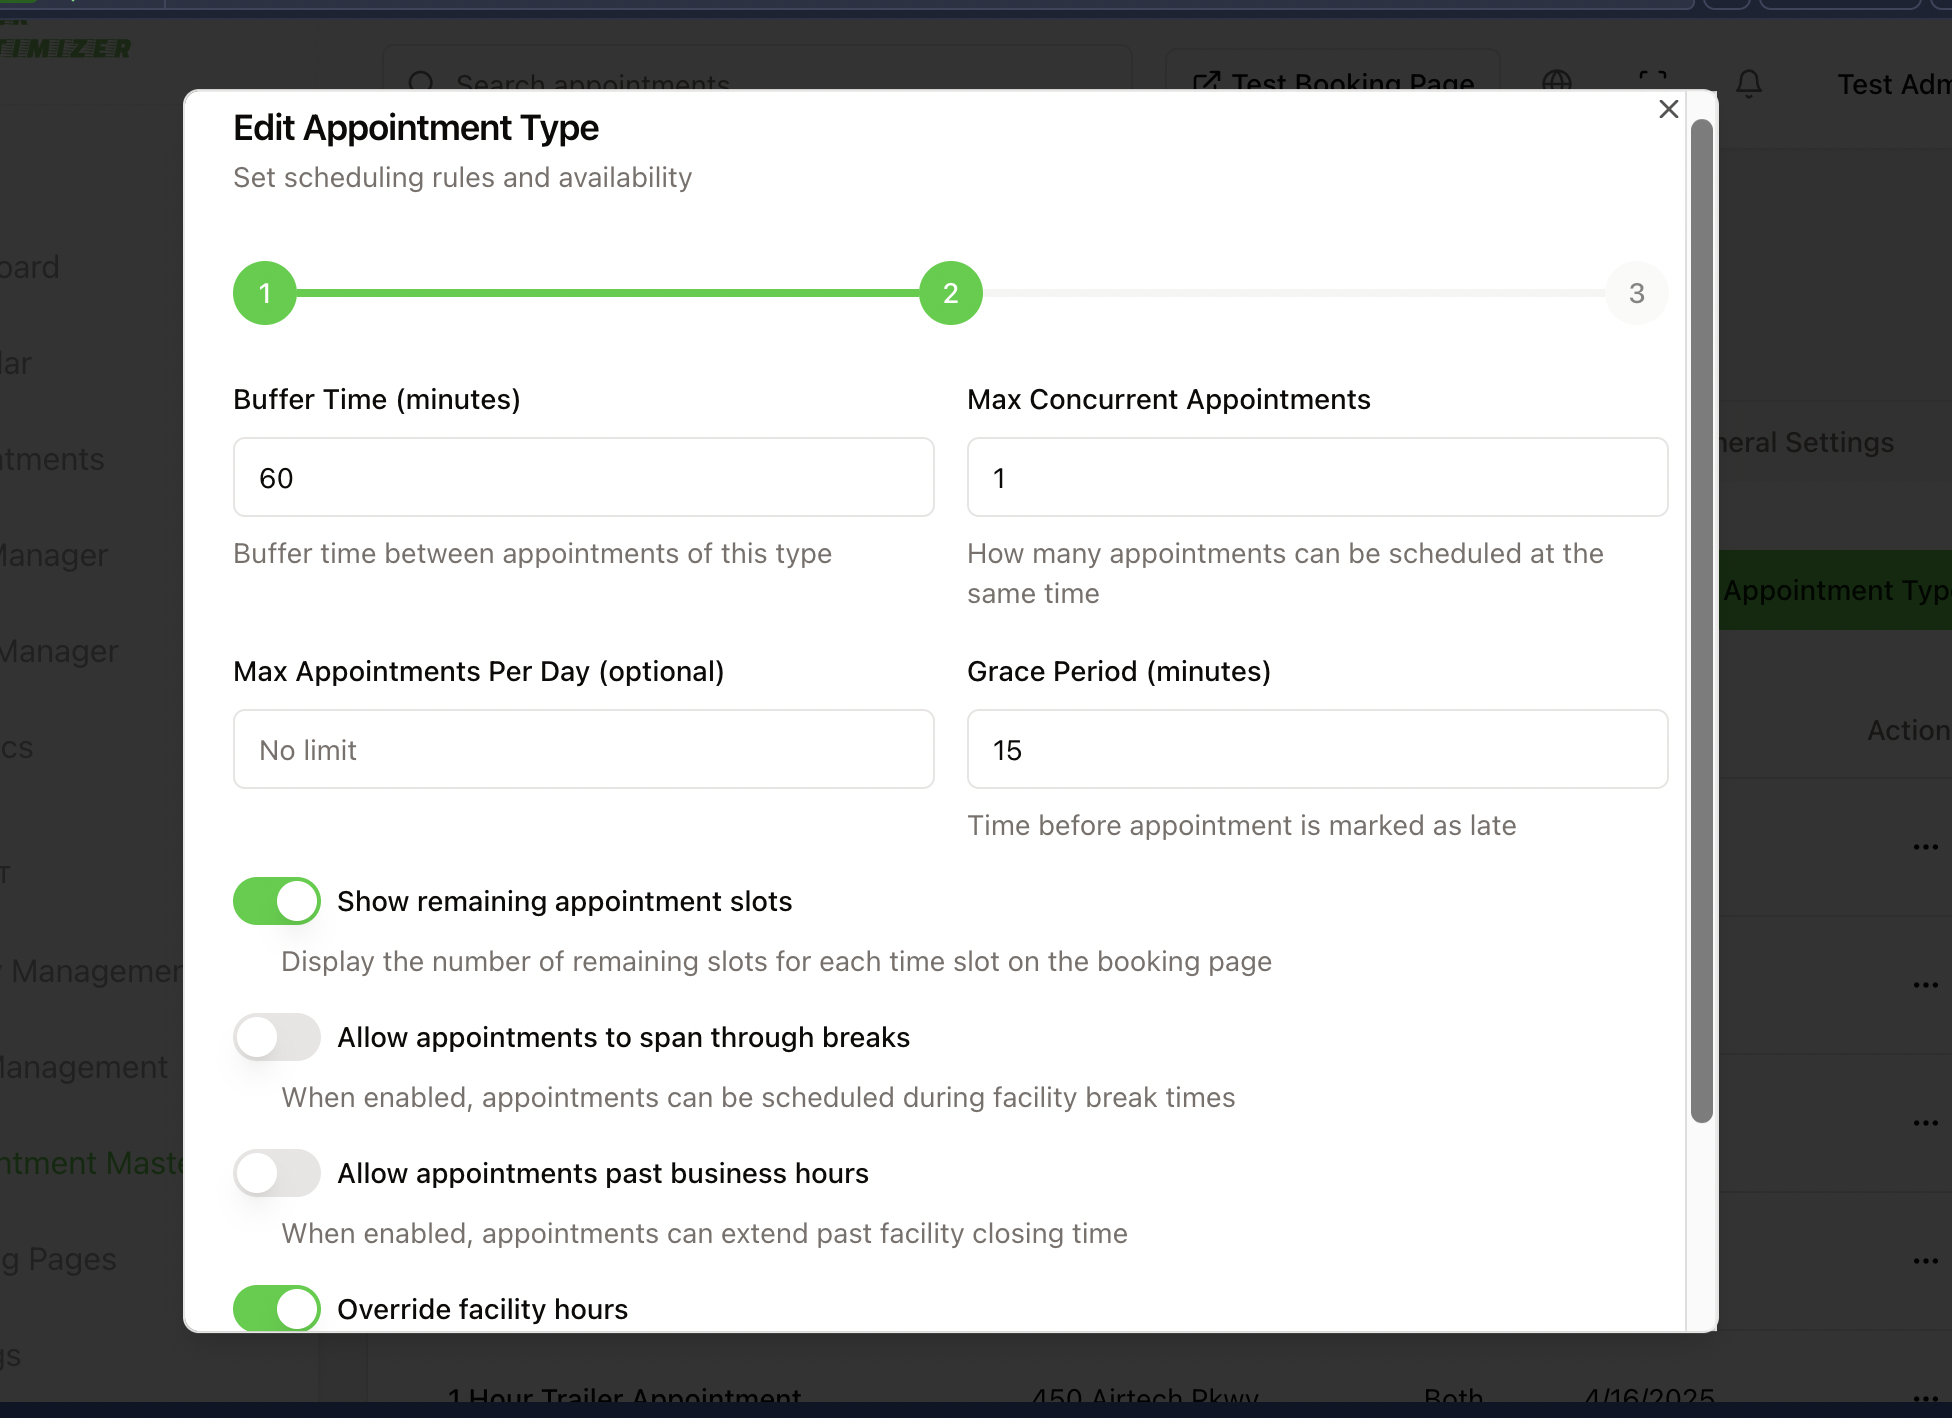 TIMIZER
Search appointments
Test Booking Page
Test Adm
Edit Appointment Type
Set scheduling rules and availability
1
2
3
oard
lar
ntments
Manager
Manager
cs
T
Management
ntment Maste
g Pages
gs
neral Settings
Appointment Typ
Action
Buffer Time (minutes)
60
Buffer time between appointments of this type
Max Concurrent Appointments
1
How many appointments can be scheduled at the
same time
Max Appointments Per Day (optional)
No limit
Grace Period (minutes)
15
Time before appointment is marked as late
Show remaining appointment slots
Display the number of remaining slots for each time slot on the booking page
Allow appointments to span through breaks
When enabled, appointments can be scheduled during facility break times
Allow appointments past business hours
When enabled, appointments can extend past facility closing time
Override facility hours
1 Hour Trailer Appointment
450 Airtech Pkwy
Both
4/16/2025